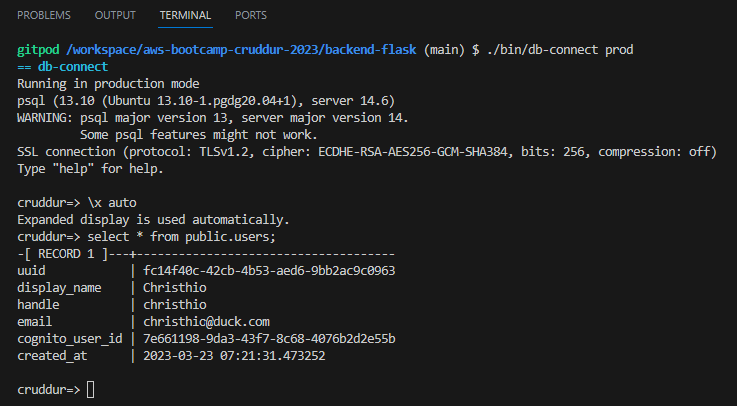 PROBLEMS OUTPUT TERMINAL PORTS
gitpod /workspace/aws-bootcamp-cruddur-2023/backend-flask (main) $ ./bin/db-connect prod
== db-connect
Running in production mode
psql (13.10 (Ubuntu 13.10-1.pgdg20.04+1), server 14.6)
WARNING: psql major version 13, server major version 14.
         Some psql features might not work.
SSL connection (protocol: TLSv1.2, cipher: ECDHE-RSA-AES256-GCM-SHA384, bits: 256, compression: off)
Type "help" for help.

cruddur=> \x auto
Expanded display is used automatically.
cruddur=> select * from public.users;
-[ RECORD 1 ]---+-------------------------------------
uuid            | fc14f40c-42cb-4b53-aed6-9bb2ac9c0963
display_name    | Christhio
handle          | christhio
email           | christhio@duck.com
cognito_user_id | 7e661198-9da3-43f7-8c68-4076b2d2e55b
created_at      | 2023-03-23 07:21:31.473252

cruddur=>